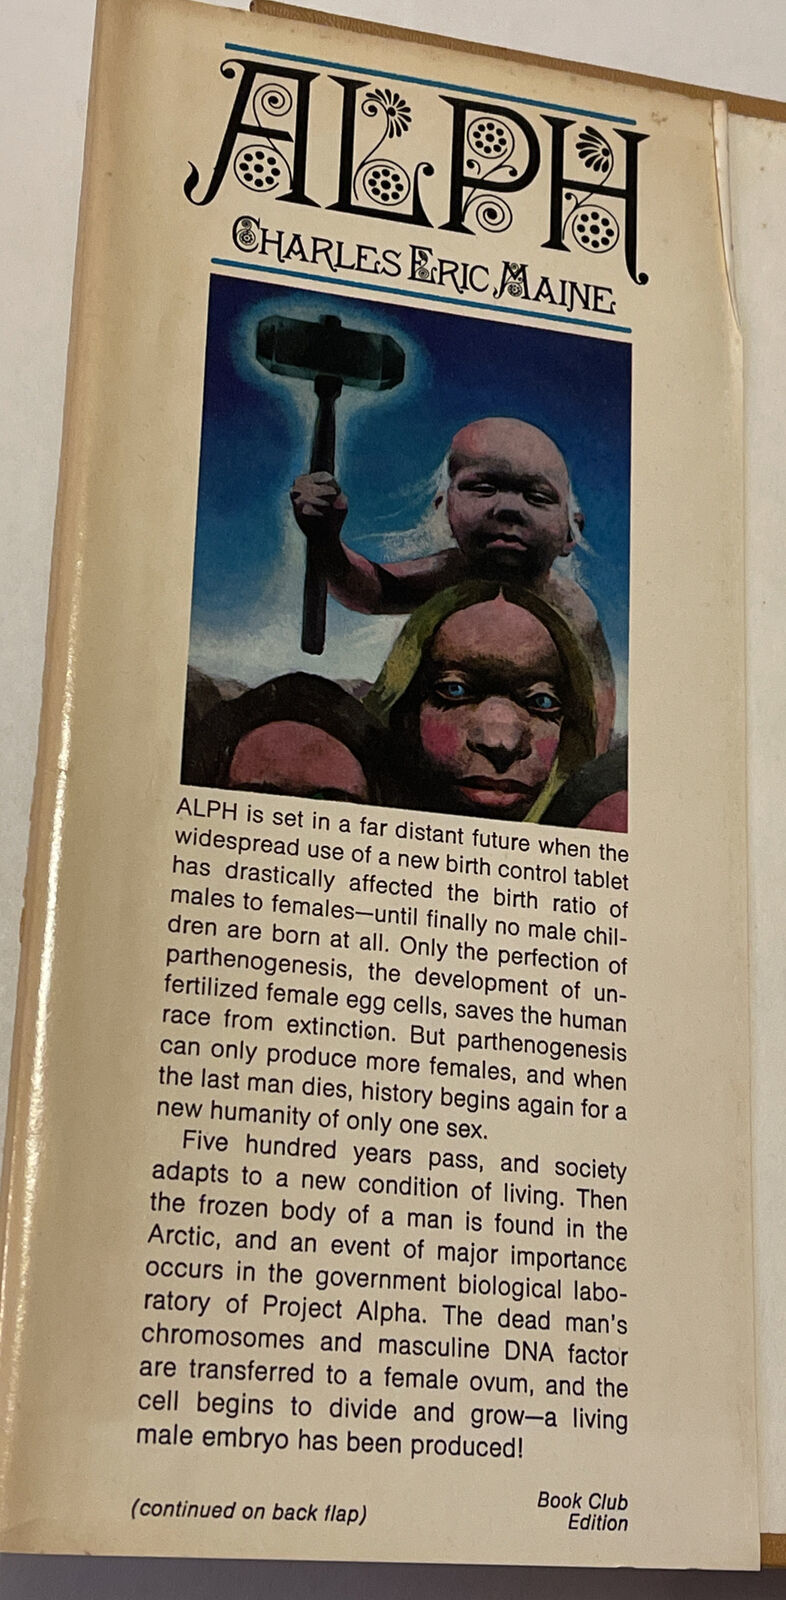 ALPH
CHARLES ERIC MAINE
ALPH is set in a far distant future when the
widespread use of a new birth control tablet
has drastically affected the birth ratio of
males to females—until finally no male chil-
dren are born at all. Only the perfection of
parthenogenesis, the development of un-
fertilized female egg cells, saves the human
race from extinction. But parthenogenesis
can only produce more females, and when
the last man dies, history begins again for a
new humanity of only one sex.
Five hundred years pass, and society
adapts to a new condition of living. Then
the frozen body of a man is found in the
Arctic, and an event of major importance
occurs in the government biological labo-
ratory of Project Alpha. The dead man's
chromosomes and masculine DNA factor
are transferred to a female ovum, and the
cell begins to divide and grow—a living
male embryo has been produced!
(continued on back flap)
Book Club
Edition